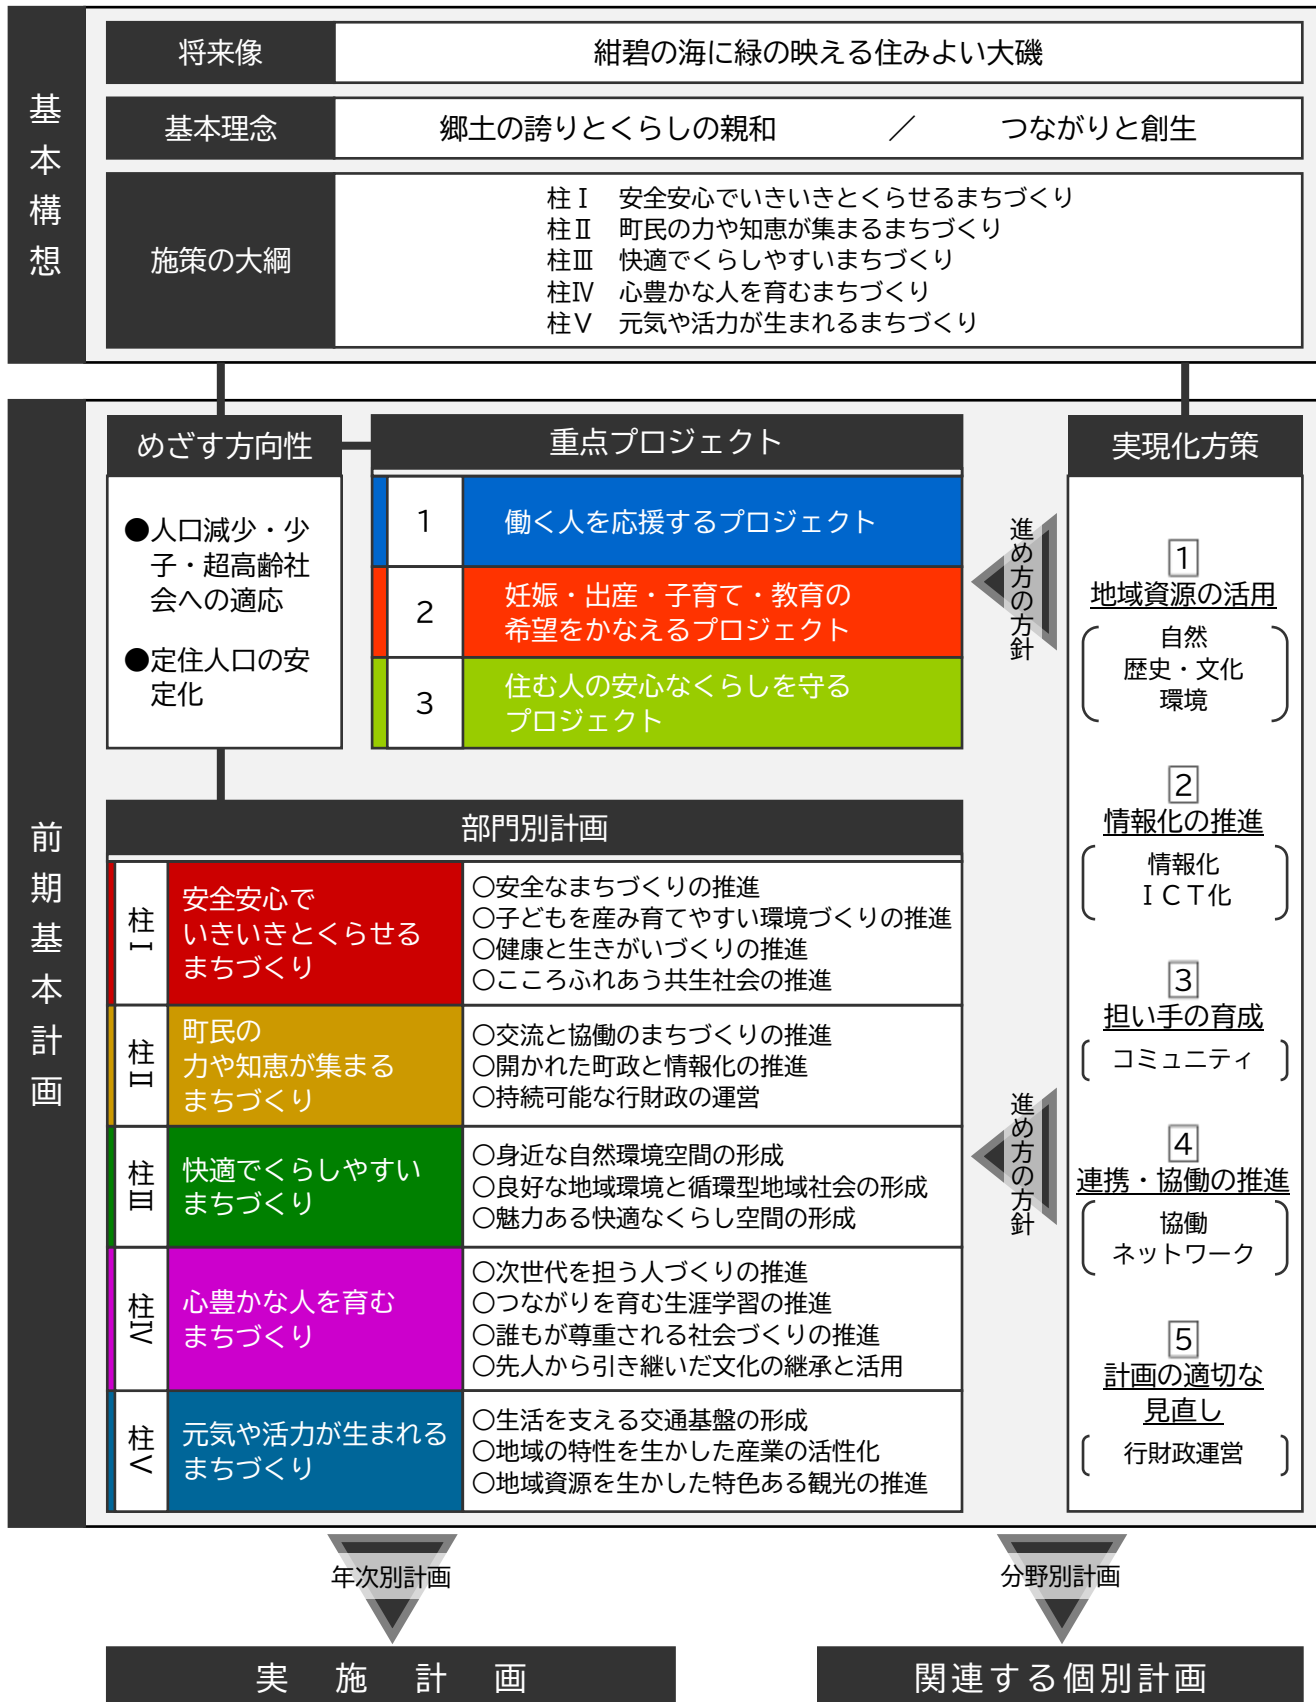 基本構想
将来像
紺碧の海に緑の映える住みよい大磯
基本理念
郷土の誇りとくらしの親和　／　つながりと創生
施策の大綱
柱Ⅰ　安全安心でいきいきとくらせるまちづくり
柱Ⅱ　町民の力や知恵が集まるまちづくり
柱Ⅲ　快適でくらしやすいまちづくり
柱Ⅳ　心豊かな人を育むまちづくり
柱Ⅴ　元気や活力が生まれるまちづくり
前期基本計画
めざす方向性
●人口減少・少
子・超高齢社
会への適応
●定住人口の安
定化
重点プロジェクト
1
働く人を応援するプロジェクト
2
妊娠・出産・子育て・教育の
希望をかなえるプロジェクト
3
住む人の安心なくらしを守る
プロジェクト
進め方の方針
部門別計画
柱Ⅰ
安全安心で
いきいきとくらせる
まちづくり
○安全なまちづくりの推進
○子どもを産み育てやすい環境づくりの推進
○健康と生きがいづくりの推進
○こころふれあう共生社会の推進
柱Ⅱ
町民の
力や知恵が集まる
まちづくり
○交流と協働のまちづくりの推進
○開かれた町政と情報化の推進
○持続可能な行財政の運営
柱Ⅲ
快適でくらしやすい
まちづくり
○身近な自然環境空間の形成
○良好な地域環境と循環型地域社会の形成
○魅力ある快適なくらし空間の形成
柱Ⅳ
心豊かな人を育む
まちづくり
○次世代を担う人づくりの推進
○つながりを育む生涯学習の推進
○誰もが尊重される社会づくりの推進
○先人から引き継いだ文化の継承と活用
柱Ⅴ
元気や活力が生まれる
まちづくり
○生活を支える交通基盤の形成
○地域の特性を生かした産業の活性化
○地域資源を生かした特色ある観光の推進
進め方の方針
実現化方策
1
地域資源の活用
自然
歴史・文化
環境
2
情報化の推進
情報化
ＩＣＴ化
3
担い手の育成
コミュニティ
4
連携・協働の推進
協働
ネットワーク
5
計画の適切な
見直し
行財政運営
年次別計画
分野別計画
実施計画
関連する個別計画